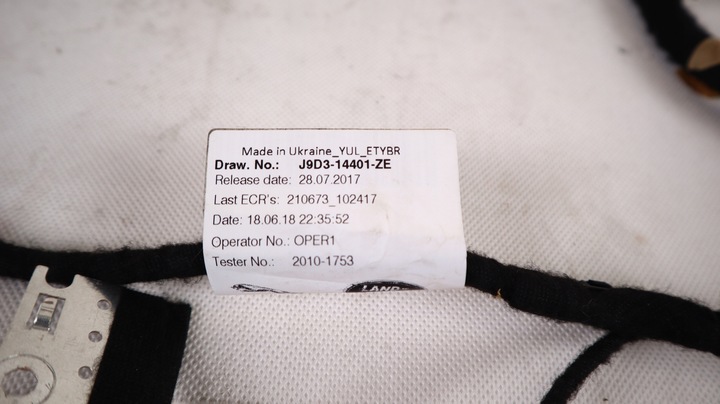 Made in Ukraine_YUL_ETYBR
Draw. No.: J9D3-14401-ZE
Release date: 28.07.2017
Last ECR's: 210673_102417
Date: 18.06.18 22:35:52
Operator No.: OPER1
Tester No.: 2010-1753
LAND-